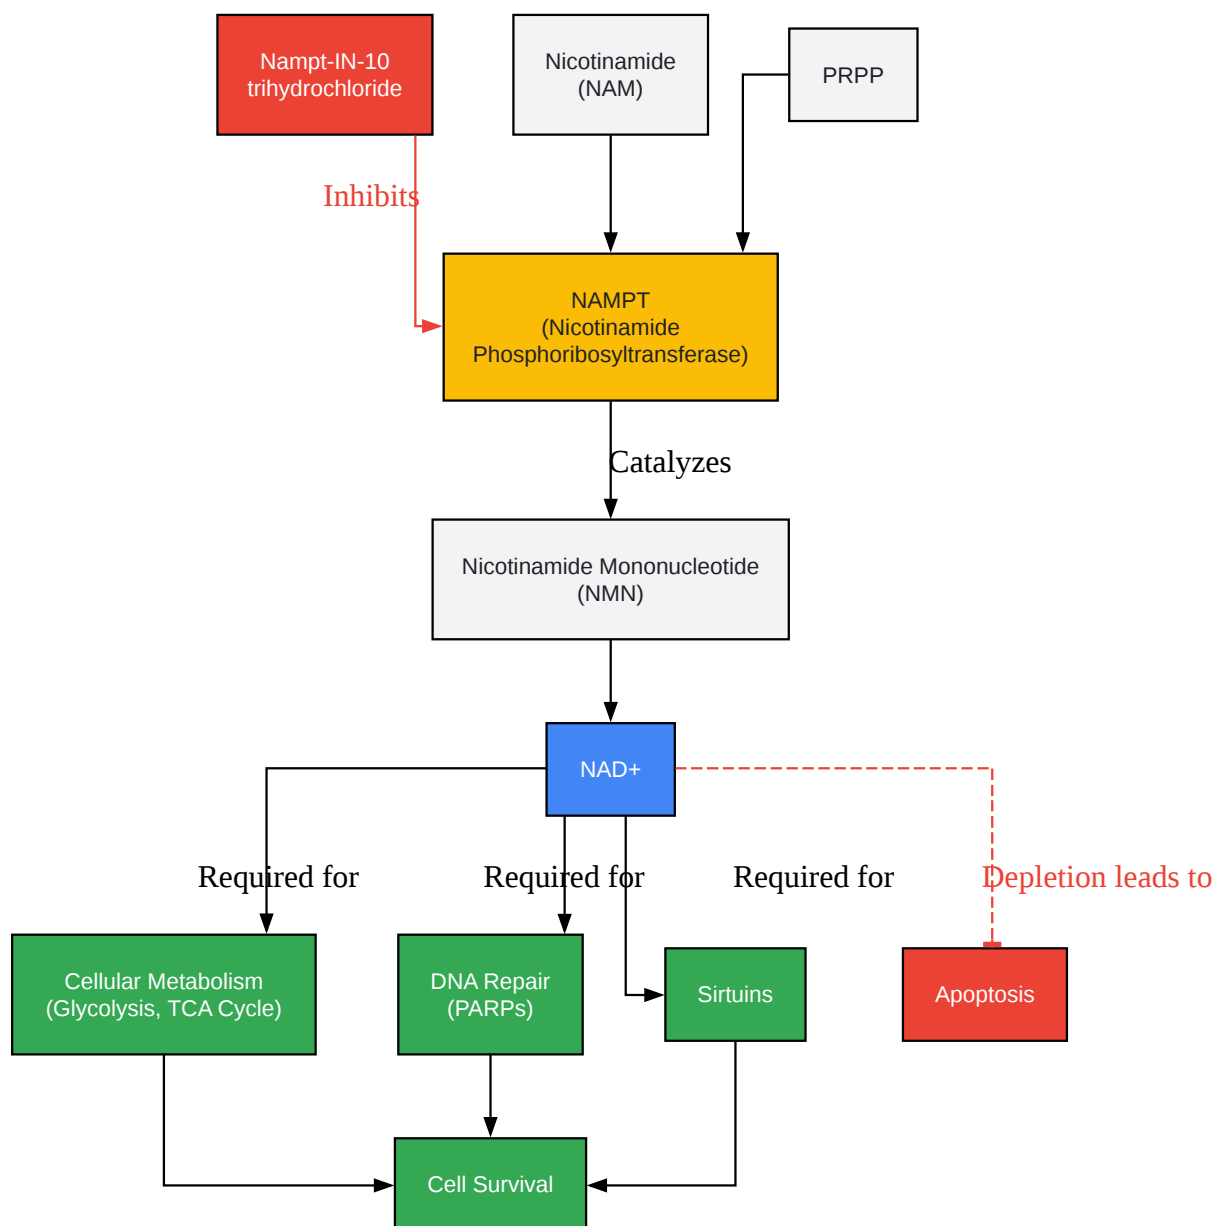 Nampt-IN-10
trihydrochloride
Nicotinamide
(NAM)
PRPP
Inhibits
NAMPT
(Nicotinamide
Phosphoribosyltransferase)
Catalyzes
Nicotinamide Mononucleotide
(NMN)
NAD+
Required for
Required for
Required for
Depletion leads to
Cellular Metabolism
(Glycolysis, TCA Cycle)
DNA Repair
(PARPs)
Sirtuins
Apoptosis
Cell Survival